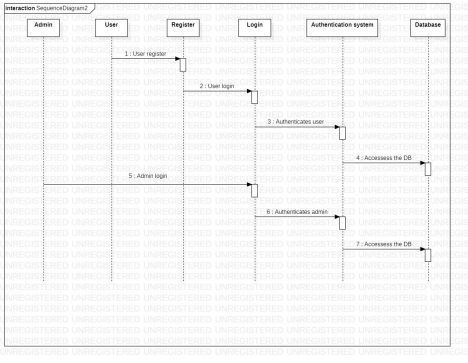 interaction SequenceDiagram2
Admin User Register Login Authentication system Database
1 : User register
2 : User login
3 : Authenticates user
4 : Accessess the DB
5 : Admin login
6 : Authenticates admin
7 : Accessess the DB